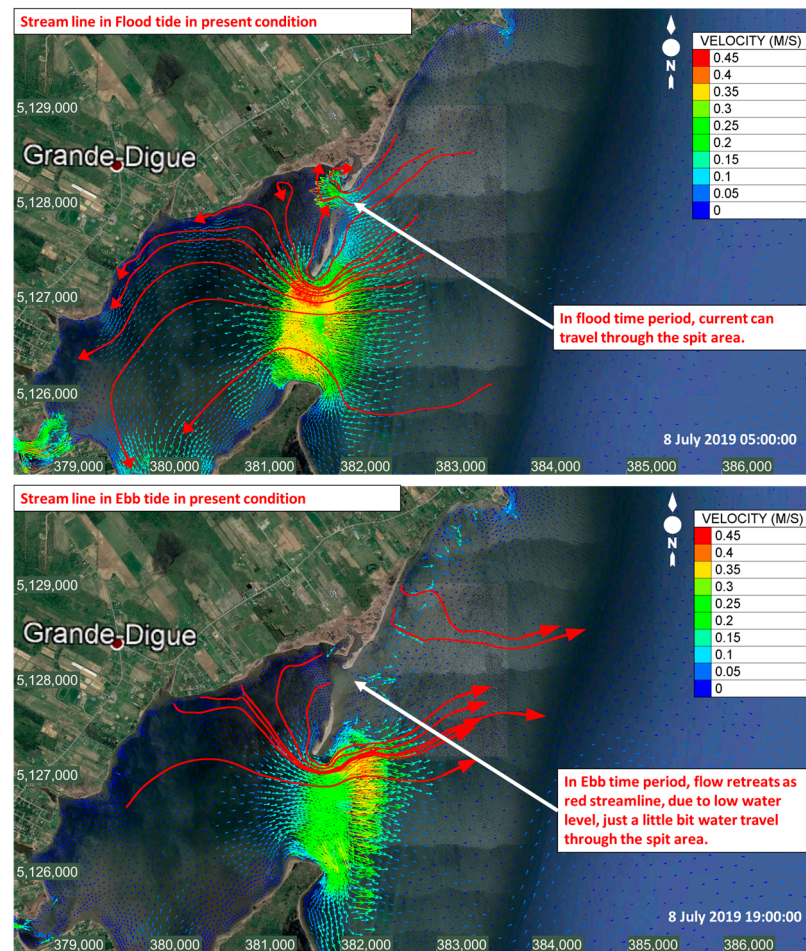 Stream line in Flood tide in present condition
VELOCITY (M/S)
0.45
0.4
0.35
0.3
0.25
0.2
0.15
0.1
0.05
0
N
5,129,000
Grande-Digue
5,128,000
5,127,000
5,126,000
In flood time period, current can
travel through the spit area.
8 July 2019 05:00:00
379,000 380,000 381,000 382,000 383,000 384,000 385,000 386,000
Stream line in Ebb tide in present condition
VELOCITY (M/S)
0.45
0.4
0.35
0.3
0.25
0.2
0.15
0.1
0.05
0
N
5,129,000
Grande-Digue
5,128,000
5,127,000
5,126,000
In Ebb time period, flow retreats as
red streamline, due to low water
level, just a little bit water travel
through the spit area.
8 July 2019 19:00:00
379,000 380,000 381,000 382,000 383,000 384,000 385,000 386,000